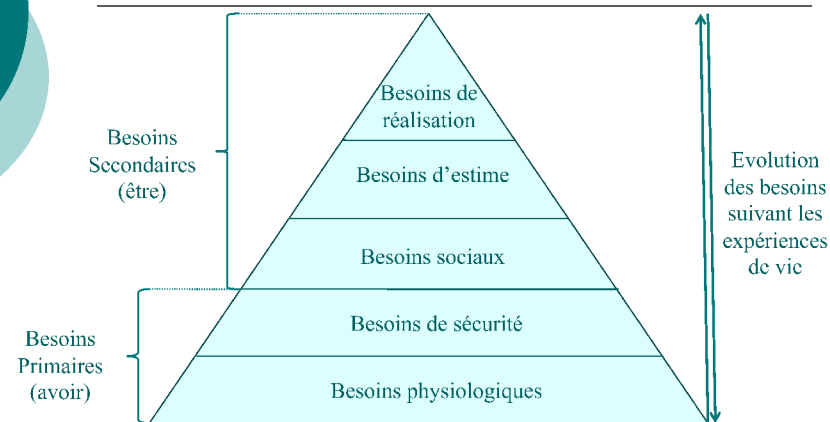 Besoins de
réalisation
Besoins
Secondaires
(être)
Besoins d'estime
Evolution
des besoins
suivant les
expériences
de vie
Besoins sociaux
Besoins de sécurité
Besoins
Primaires
(avoir)
Besoins physiologiques